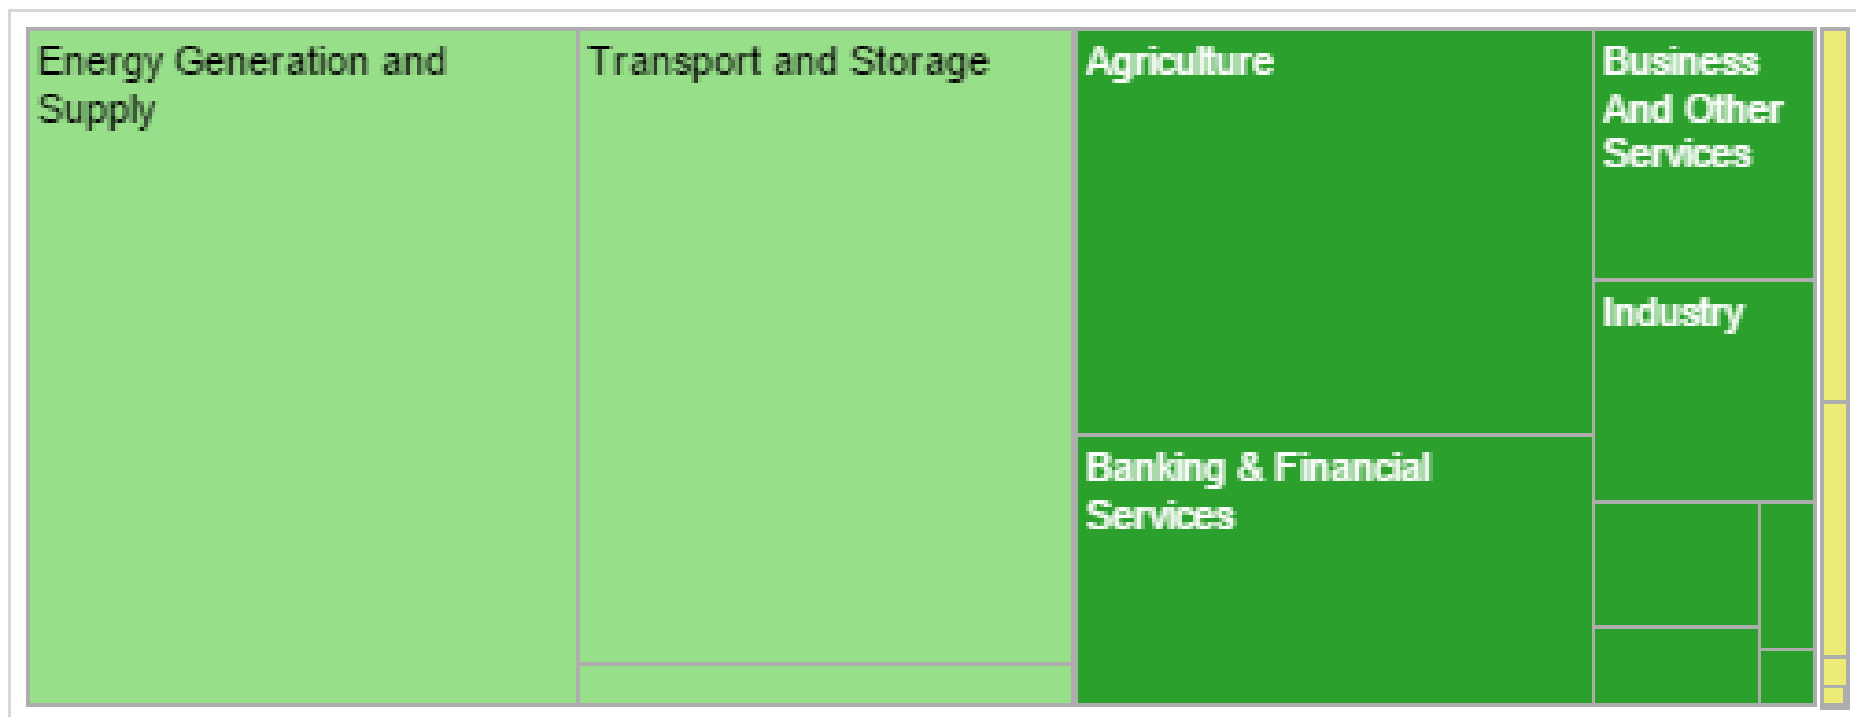 Energy Generation and
Supply
Transport and Storage
Agriculture
Banking & Financial
Services
Business
And Other
Services
Industry